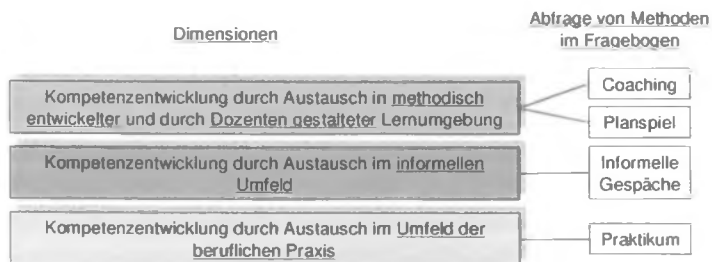 Dimensionen
Abfrage von Methoden
im Fragebogen
Kompetenzentwicklung durch Austausch in methodisch
entwickelter und durch Dozenten gestalteter Lernumgebung
Coaching
Planspiel
Kompetenzentwicklung durch Austausch im informellen
Umfeld
Informelle
Gespäche
Kompetenzentwicklung durch Austausch im Umfeld der
beruflichen Praxis
Praktikum